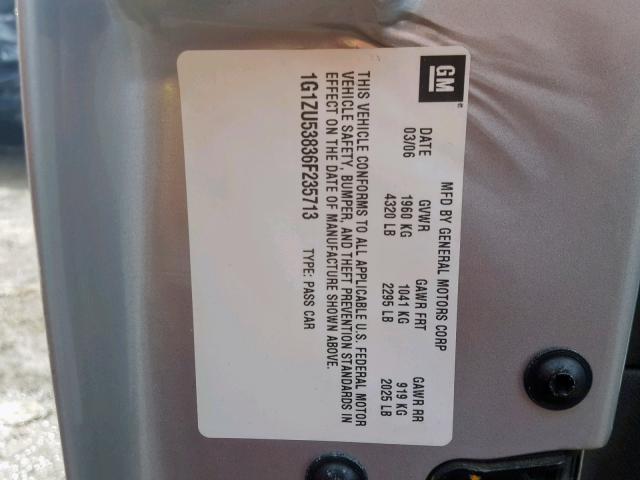 GM
MFD BY GENERAL MOTORS CORP
DATE GVWR GAWR FRT GAWR RR
03/06 1960 KG 1041 KG 919 KG
4320 LB 2295 LB 2025 LB
THIS VEHICLE CONFORMS TO ALL APPLICABLE U.S. FEDERAL MOTOR
VEHICLE SAFETY, BUMPER, AND THEFT PREVENTION STANDARDS IN
EFFECT ON THE DATE OF MANUFACTURE SHOWN ABOVE.
1G1ZU53836F235713 TYPE: PASS CAR